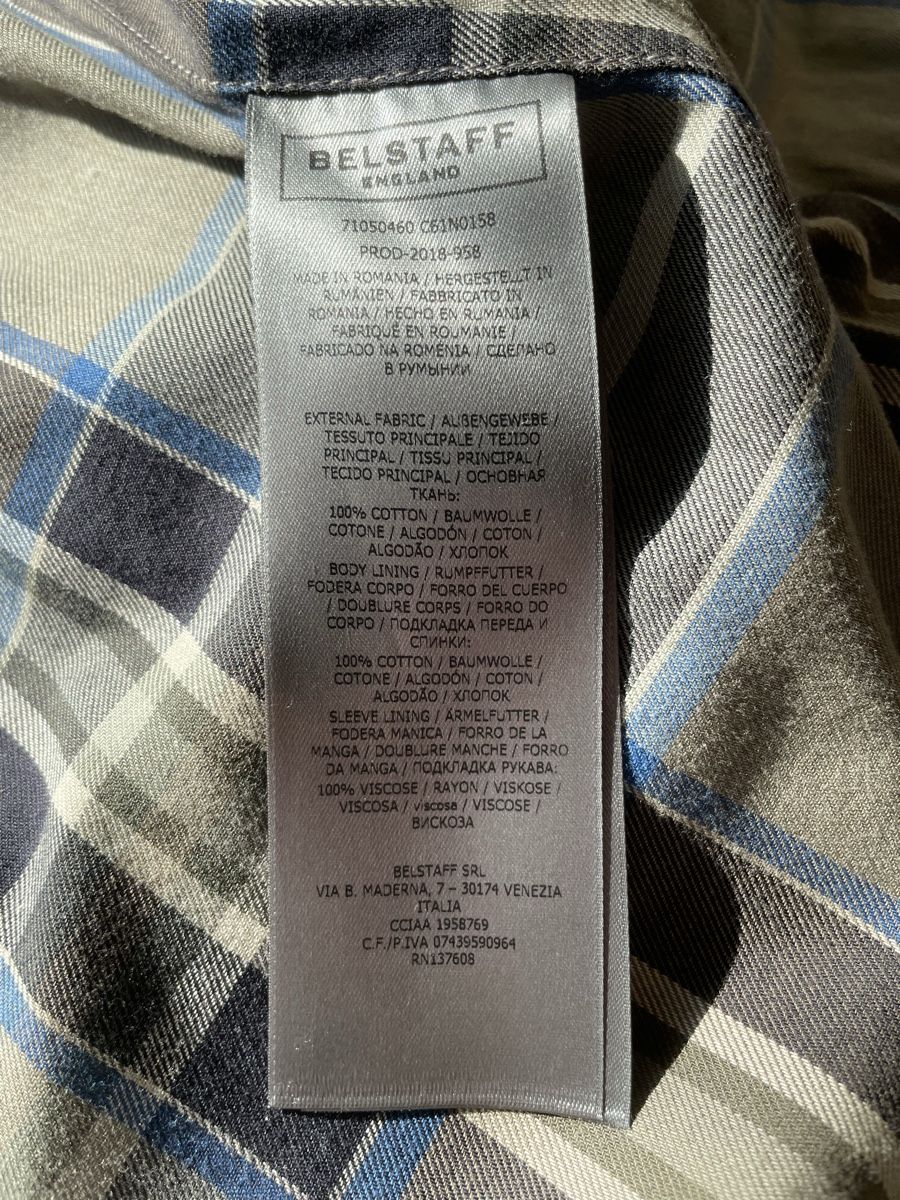 BELSTAFF
ENGLAND
71050460 C61N0158
PROD-2018-958
MADE IN ROMANIA / HERGESTELLT IN
RUMÄNIEN / FABBRICATO IN
ROMANIA / HECHO EN RUMANIA /
FABRIQUÉ EN ROUMANIE /
FABRICADO NA ROMÉNIA / СДЕЛАНО
В РУМЫНИИ
EXTERNAL FABRIC / AUßENGEWEBE /
TESSUTO PRINCIPALE / TEJIDO
PRINCIPAL / TISSU PRINCIPAL /
TECIDO PRINCIPAL / ОСНОВНАЯ
ТКАНЬ:
100% COTTON / BAUMWOLLE /
COTONE / ALGODÓN / COTON /
ALGODÃO / ХЛОПОК
BODY LINING / RUMPFFUTTER /
FODERA CORPO / FORRO DEL CUERPO
/ DOUBLURE CORPS / FORRO DO
CORPO / ПОДКЛАДКА ПЕРЕДА И
СПИНКИ:
100% COTTON / BAUMWOLLE /
COTONE / ALGODÓN / COTON /
ALGODÃO / ХЛОПОК
SLEEVE LINING / ÄRMELFUTTER /
FODERA MANICA / FORRO DE LA
MANGA / DOUBLURE MANCHE / FORRO
DA MANGA / ПОДКЛАДКА РУКАВА:
100% VISCOSE / RAYON / VISKOSE /
VISCOSA / viscosa / VISCOSE /
ВИСКОЗА
BELSTAFF SRL
VIA B. MADERNA, 7 – 30174 VENEZIA
ITALIA
CCIAA 1958769
C.F./P.IVA 07439590964
RN137608